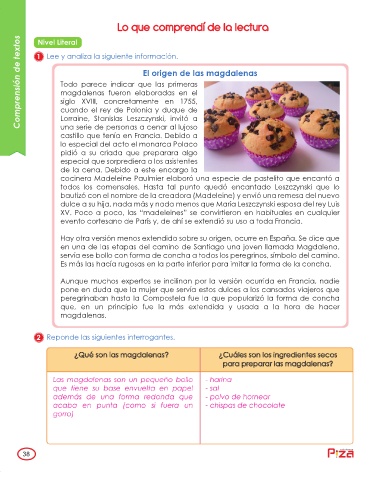 Lo que comprendí de la lectura
Comprensión de textos
Nivel Literal
1 Lee y analiza la siguiente información.
El origen de las magdalenas
Todo parece indicar que las primeras
magdalenas fueron elaboradas en el
siglo XVIII, concretamente en 1755,
cuando el rey de Polonia y duque de
Lorraine, Stanislas Leszczynski, invitó a
una serie de personas a cenar al lujoso
castillo que tenía en Francia. Debido a
lo especial del acto el monarca Polaco
pidió a su criada que preparara algo
especial que sorprediera a los asistentes
de la cena. Debido a este encargo la
cocinera Madeleine Paulmier elaboró una especie de pastelito que encantó a
todos los comensales. Hasta tal punto quedó encantado Leszczynski que lo
bautizó con el nombre de la creadora (Madeleine) y envió una remesa del nuevo
dulce a su hija, nada más y nada menos que María Leszczynski esposa del rey Luis
XV. Poco a poco, las "madeleines" se convirtieron en habituales en cualquier
evento cortesano de París y, de ahí se extendió su uso a toda Francia.
Hay otra versión menos extendida sobre su origen, ocurre en España. Se dice que
en una de las etapas del camino de Santiago una joven llamada Magdalena,
servía ese bollo con forma de concha a todos los peregrinos, símbolo del camino.
Es más las hacía rugosas en la parte inferior para imitar la forma de la concha.
Aunque muchos expertos se inclinan por la versión ocurrida en Francia, nadie
pone en duda que la mujer que servía estos dulces a los cansados viajeros que
peregrinaban hasta la Compostela fue la que popularizó la forma de concha
que, en un principio fue la más extendida y usada a la hora de hacer
magdalenas.
2 Reponde las siguientes interrogantes.
¿Qué son las magdalenas?
Las magdalenas son un pequeño bollo
que tiene su base envuelta en papel
además de una forma redonda que
acaba en punta (como si fuera un
gorro)
¿Cuáles son los ingredientes secos
para preparar las magdalenas?
- harina
- sal
- polvo de hornear
- chispas de chocolate
38
Piza